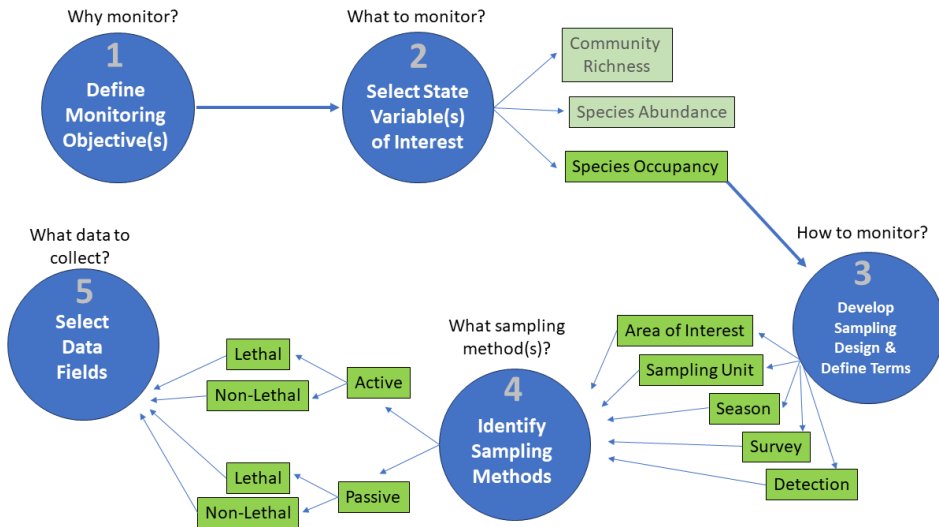 Why monitor?
1
Define
Monitoring
Objective(s)
What to monitor?
2
Select State
Variable(s)
of Interest
Community
Richness
Species Abundance
Species Occupancy
How to monitor?
3
Develop
Sampling
Design &
Define Terms
Area of Interest
Sampling Unit
Season
Survey
Detection
What sampling
method(s)?
4
Identify
Sampling
Methods
Active
Lethal
Non-Lethal
Passive
Lethal
Non-Lethal
What data to
collect?
5
Select
Data
Fields